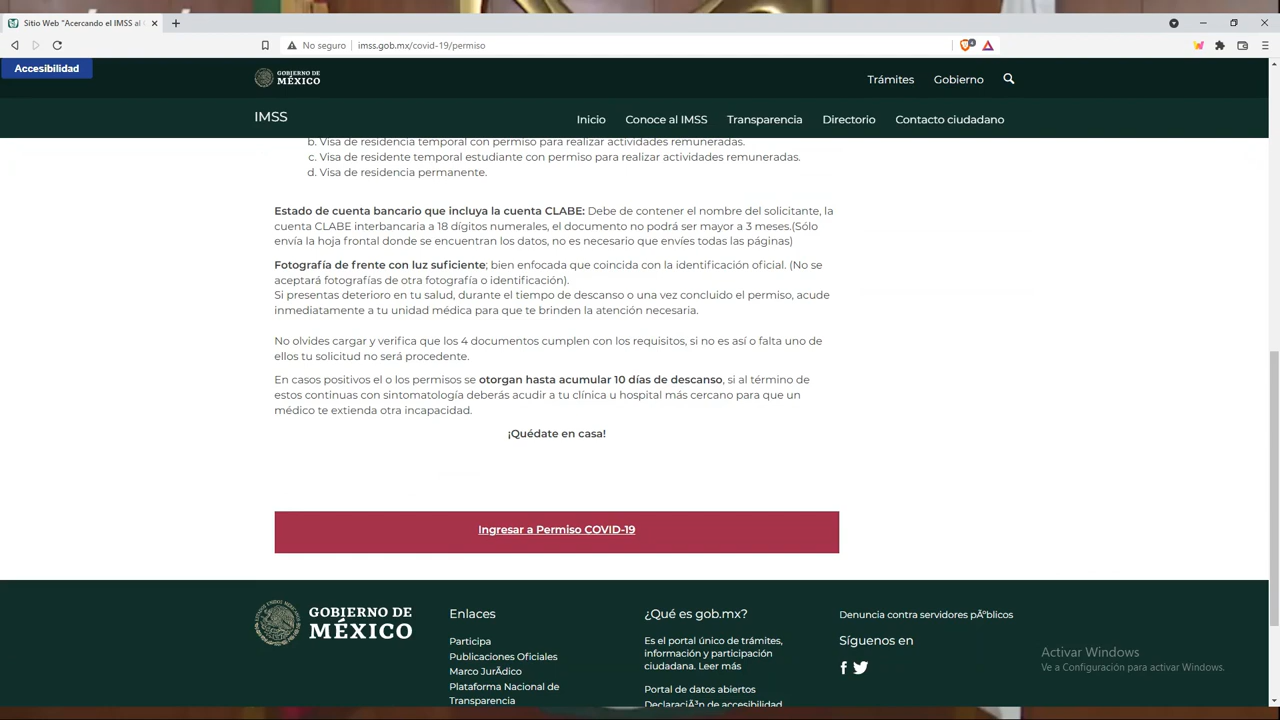 Sitio Web "Acercando el IMSS al
No seguro
imss.gob.mx/covid-19/permiso
Accesibilidad
GOBIERNO DE
MÉXICO
Trámites
Gobierno
IMSS
Inicio
Conoce al IMSS
Transparencia
Directorio
Contacto ciudadano
b. Visa de residencia temporal con permiso para realizar actividades remuneradas.
c. Visa de residente temporal estudiante con permiso para realizar actividades remuneradas.
d. Visa de residencia permanente.
Estado de cuenta bancario que incluya la cuenta CLABE: Debe de contener el nombre del solicitante, la
cuenta CLABE interbancaria a 18 dígitos numerales, el documento no podrá ser mayor a 3 meses.(Sólo
envía la hoja frontal donde se encuentran los datos, no es necesario que envíes todas las páginas)
Fotografía de frente con luz suficiente; bien enfocada que coincida con la identificación oficial. (No se
aceptará fotografías de otra fotografía o identificación).
Si presentas deterioro en tu salud, durante el tiempo de descanso o una vez concluido el permiso, acude
inmediatamente a tu unidad médica para que te brinden la atención necesaria.
No olvides cargar y verifica que los 4 documentos cumplen con los requisitos, si no es así o falta uno de
ellos tu solicitud no será procedente.
En casos positivos el o los permisos se otorgan hasta acumular 10 días de descanso, si al término de
estos continuas con sintomatología deberás acudir a tu clínica u hospital más cercano para que un
médico te extienda otra incapacidad.
¡Quédate en casa!
Ingresar a Permiso COVID-19
GOBIERNO DE
MÉXICO
Enlaces
Participa
Publicaciones Oficiales
Marco JurÃdico
Plataforma Nacional de
Transparencia
¿Qué es gob.mx?
Es el portal único de trámites,
información y participación
ciudadana. Leer más
Portal de datos abiertos
DeclaraciÃ³n de accesibilidad
Denuncia contra servidores pÃºblicos
Síguenos en
Activar Windows
Ve a Configuración para activar Windows.